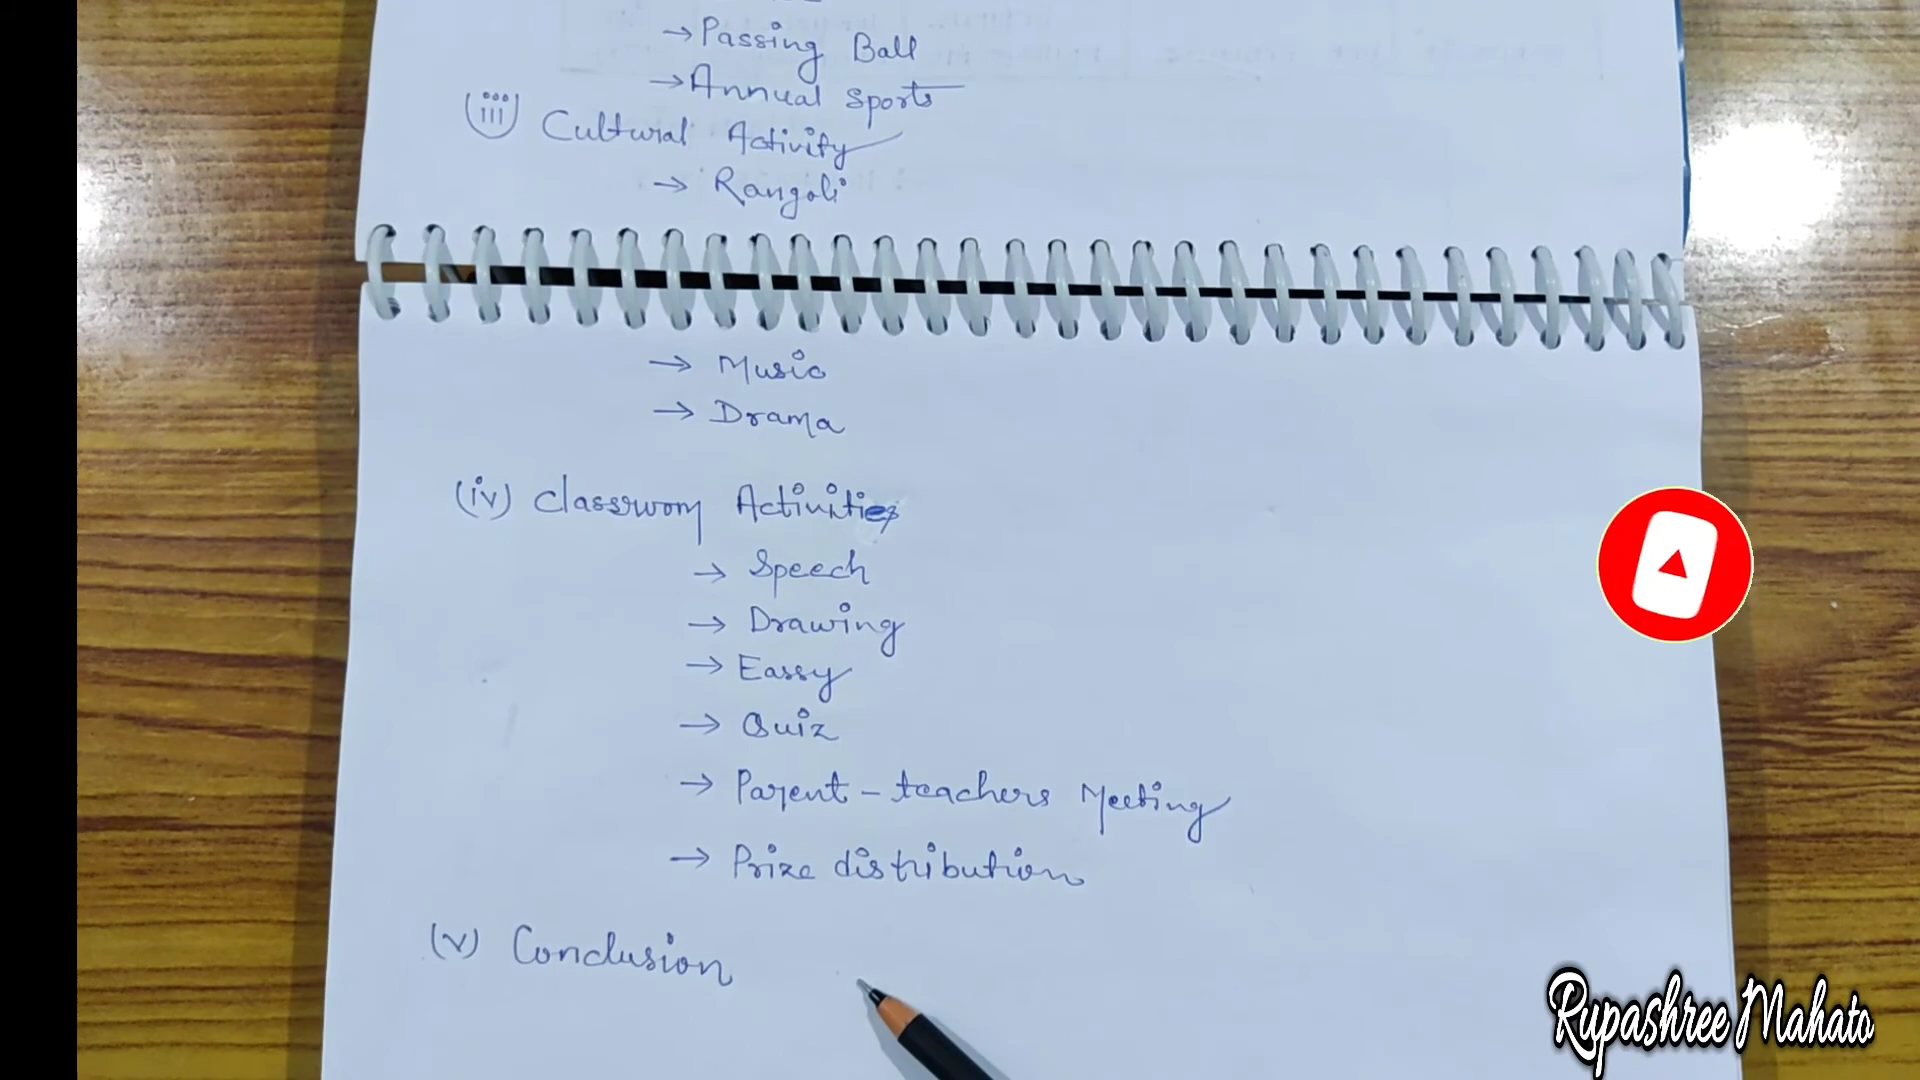 → Passing Ball
→ Annual sports
iii Cultural Activity
→ Rangoli
→ Music
→ Drama
(iv) Classroom Activities
→ Speech
→ Drawing
→ Eassy
→ Quiz
→ Parent - teachers Meeting
→ Prize distribution
(v) Conclusion
Rupashree Mahato